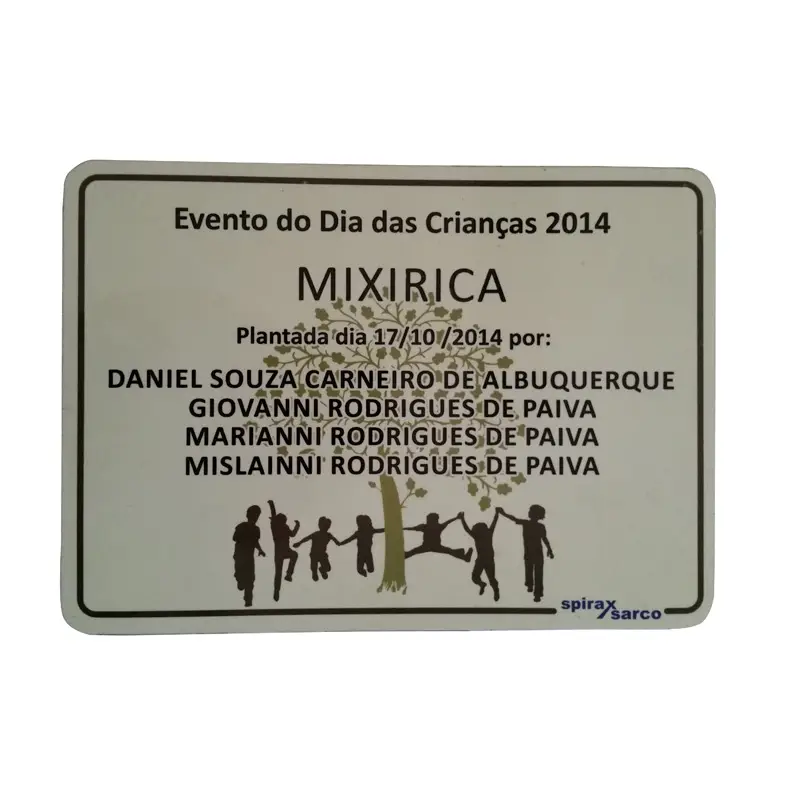 Evento do Dia das Crianças 2014
MIXIRICA
Plantada dia 17/10 /2014 por:
DANIEL SOUZA CARNEIRO DE ALBUQUERQUE
GIOVANNI RODRIGUES DE PAIVA
MARIANNI RODRIGUES DE PAIVA
MISLAINNI RODRIGUES DE PAIVA
spirax
sarco